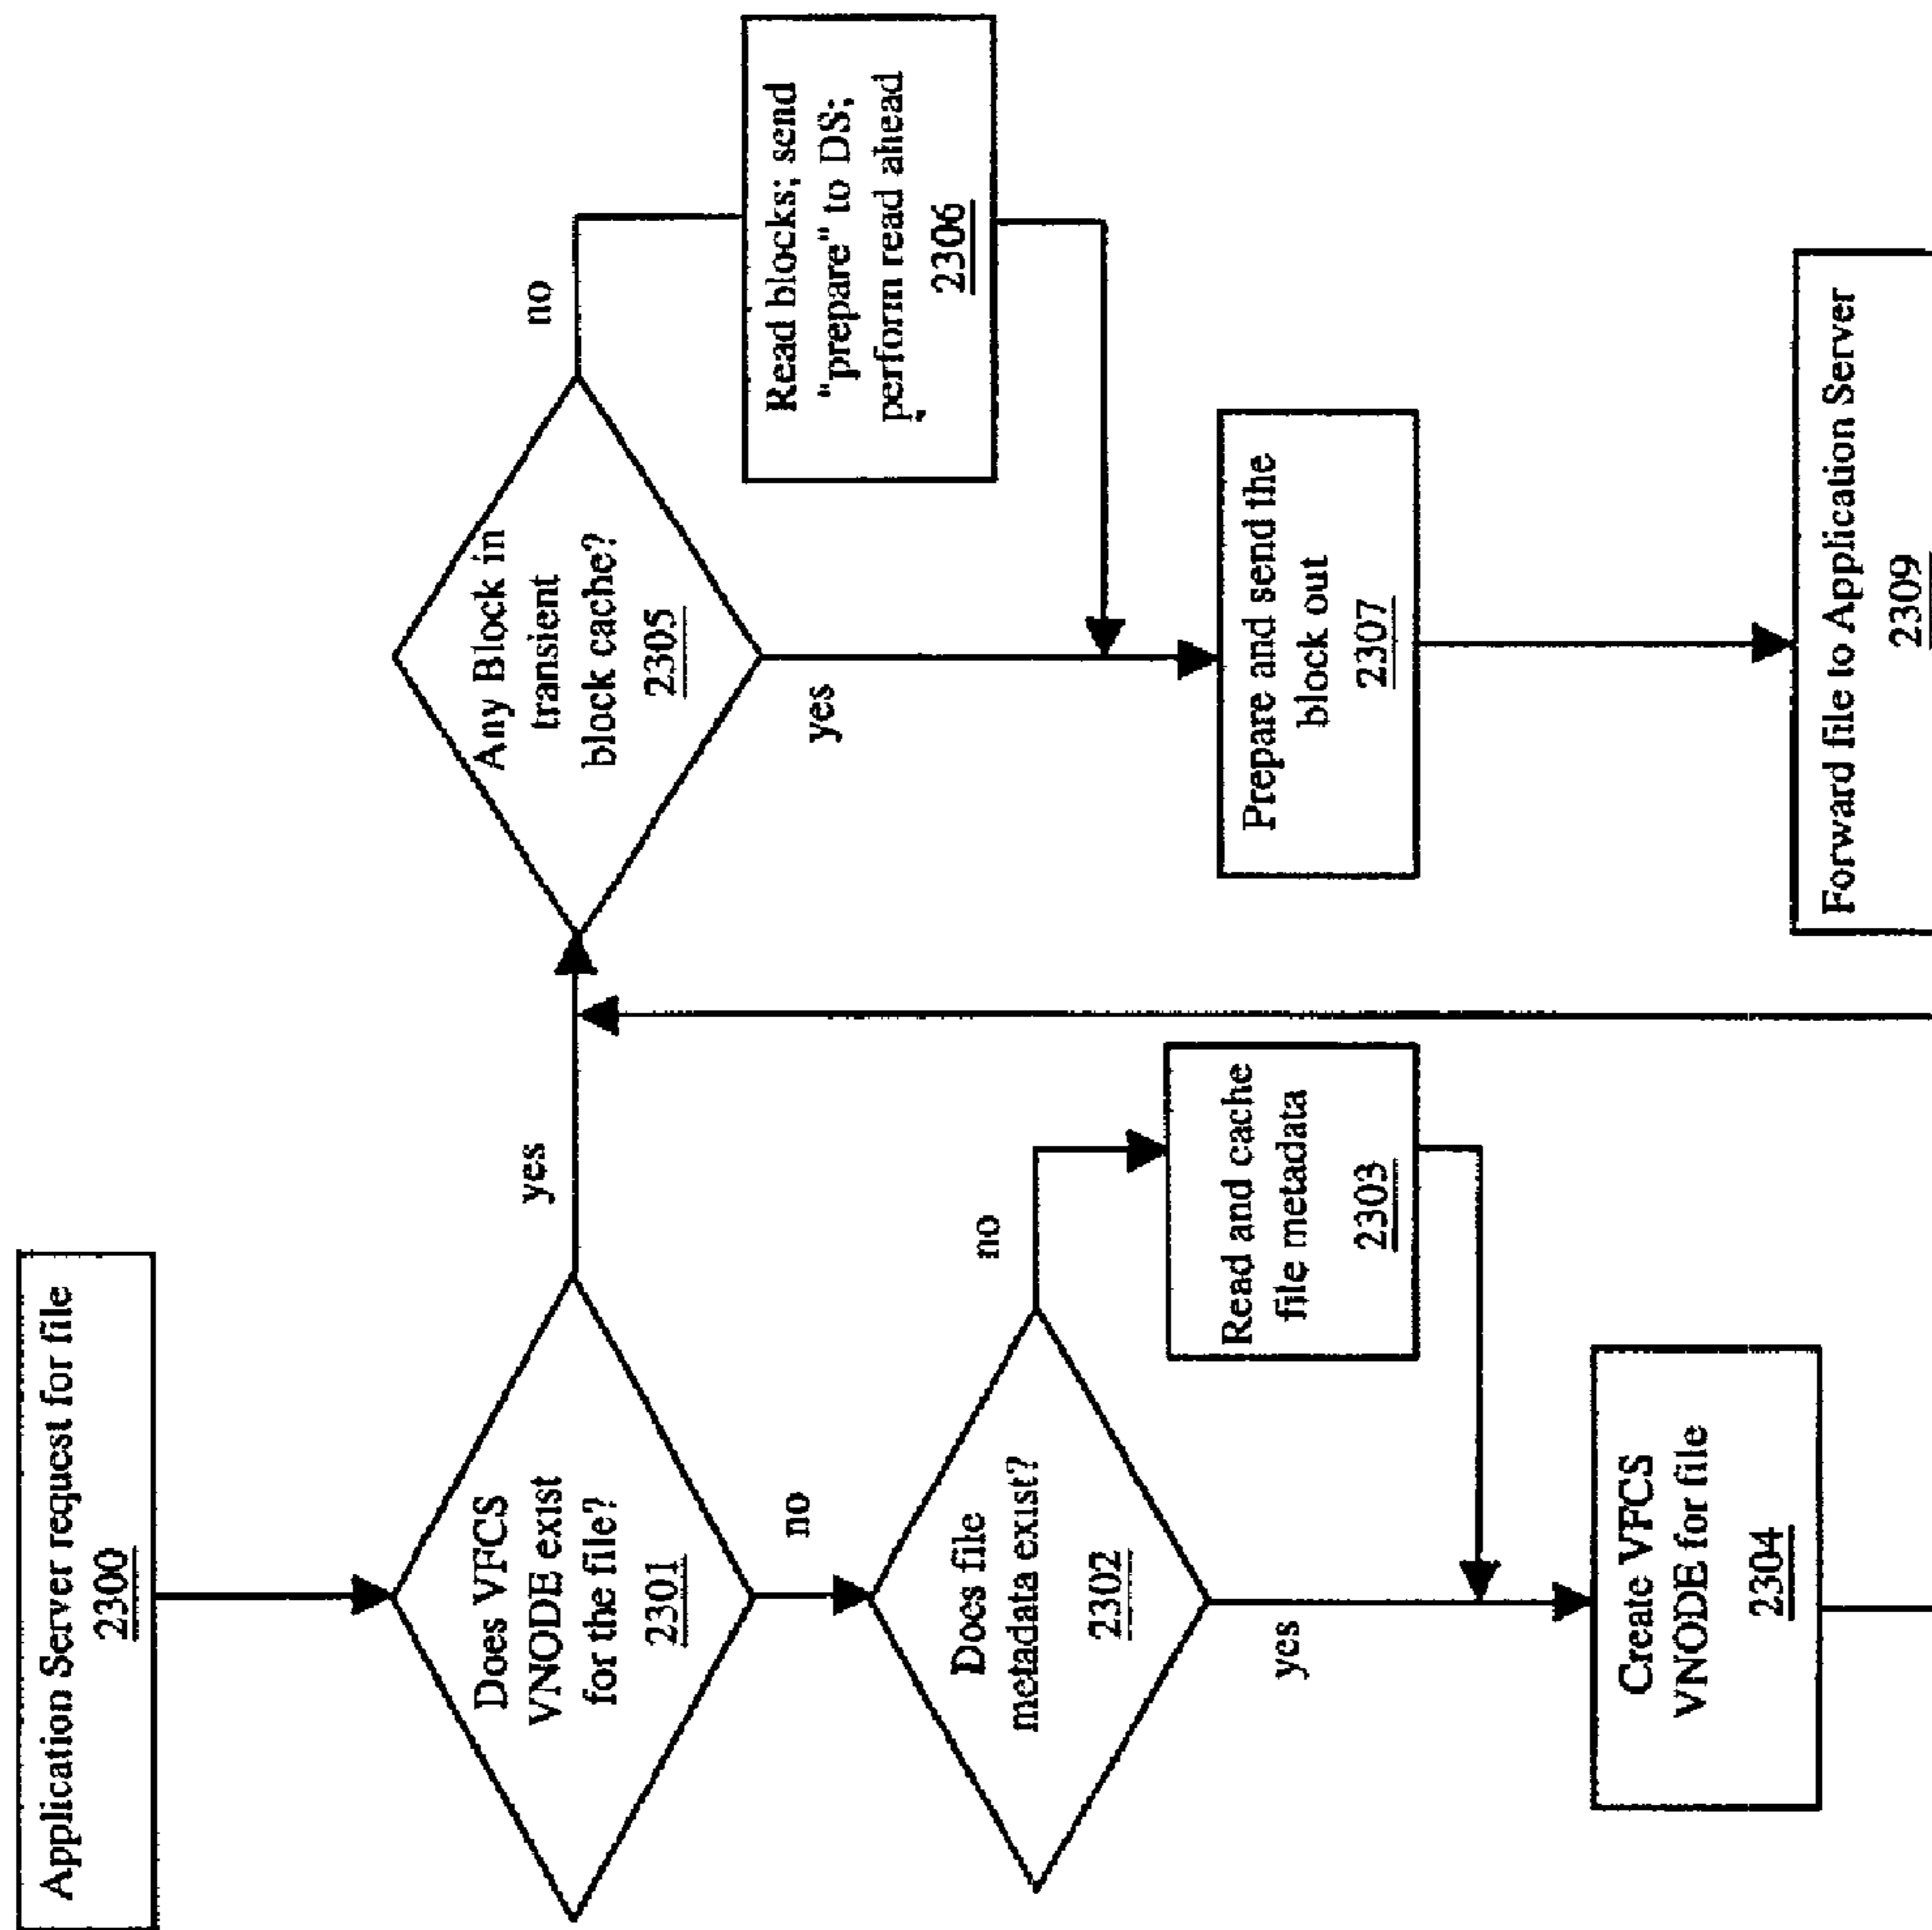 Application Server request for file
2300
Does VFCS
VNODE exist
for the file?
2301
yes
no
Does file
metadata exist?
2302
no
yes
Read and cache
file metadata
2303
Create VFCS
VNODE for file
2304
Any Block in
transient
block cache?
2305
no
yes
Read blocks; send
"prepare" to DS;
perform read ahead
2306
Prepare and send the
block out
2307
Forward file to Application Server
2309